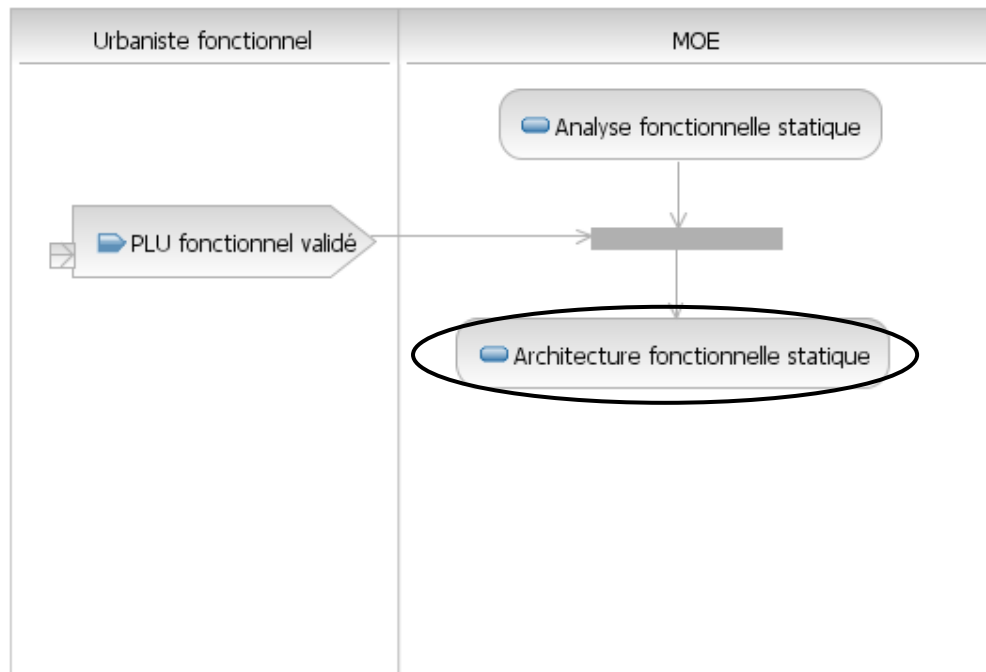 Urbaniste fonctionnel
MOE
Analyse fonctionnelle statique
PLU fonctionnel validé
Architecture fonctionnelle statique